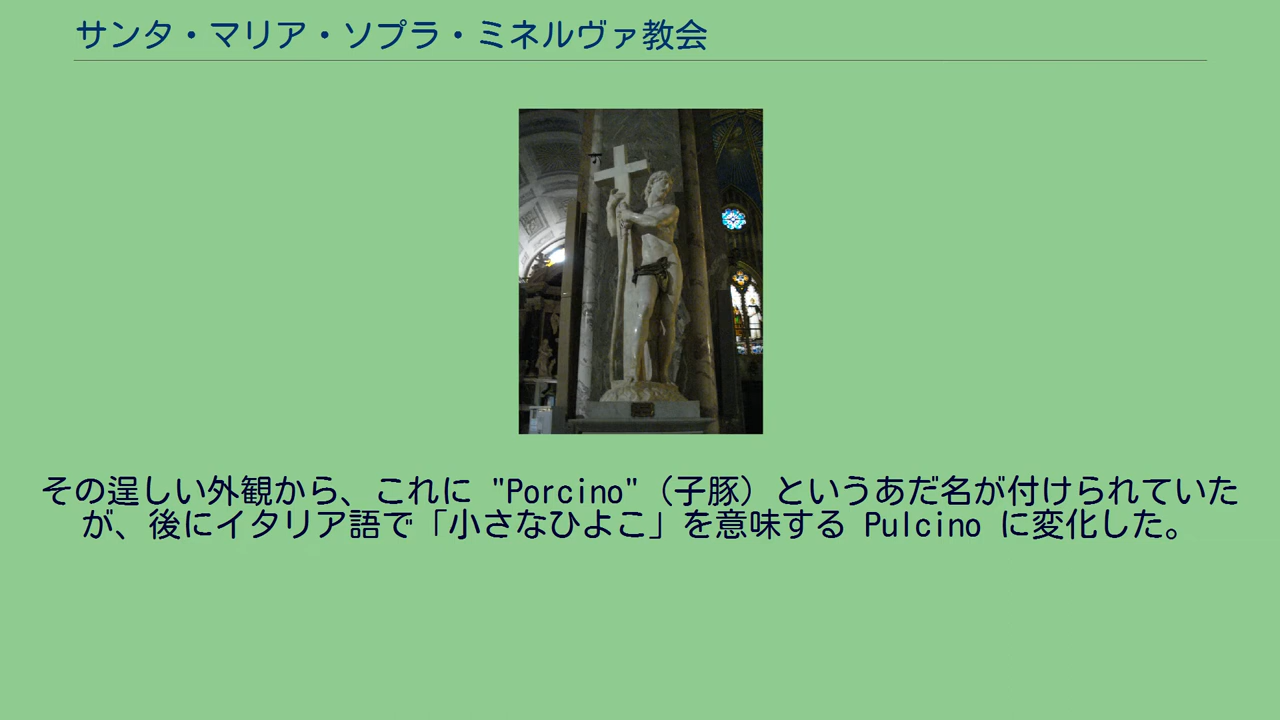 サンタ・マリア・ソプラ・ミネルヴァ教会
その逞しい外観から、これに "Porcino"（子豚）というあだ名が付けられていた
が、後にイタリア語で「小さなひよこ」を意味する Pulcino に変化した。